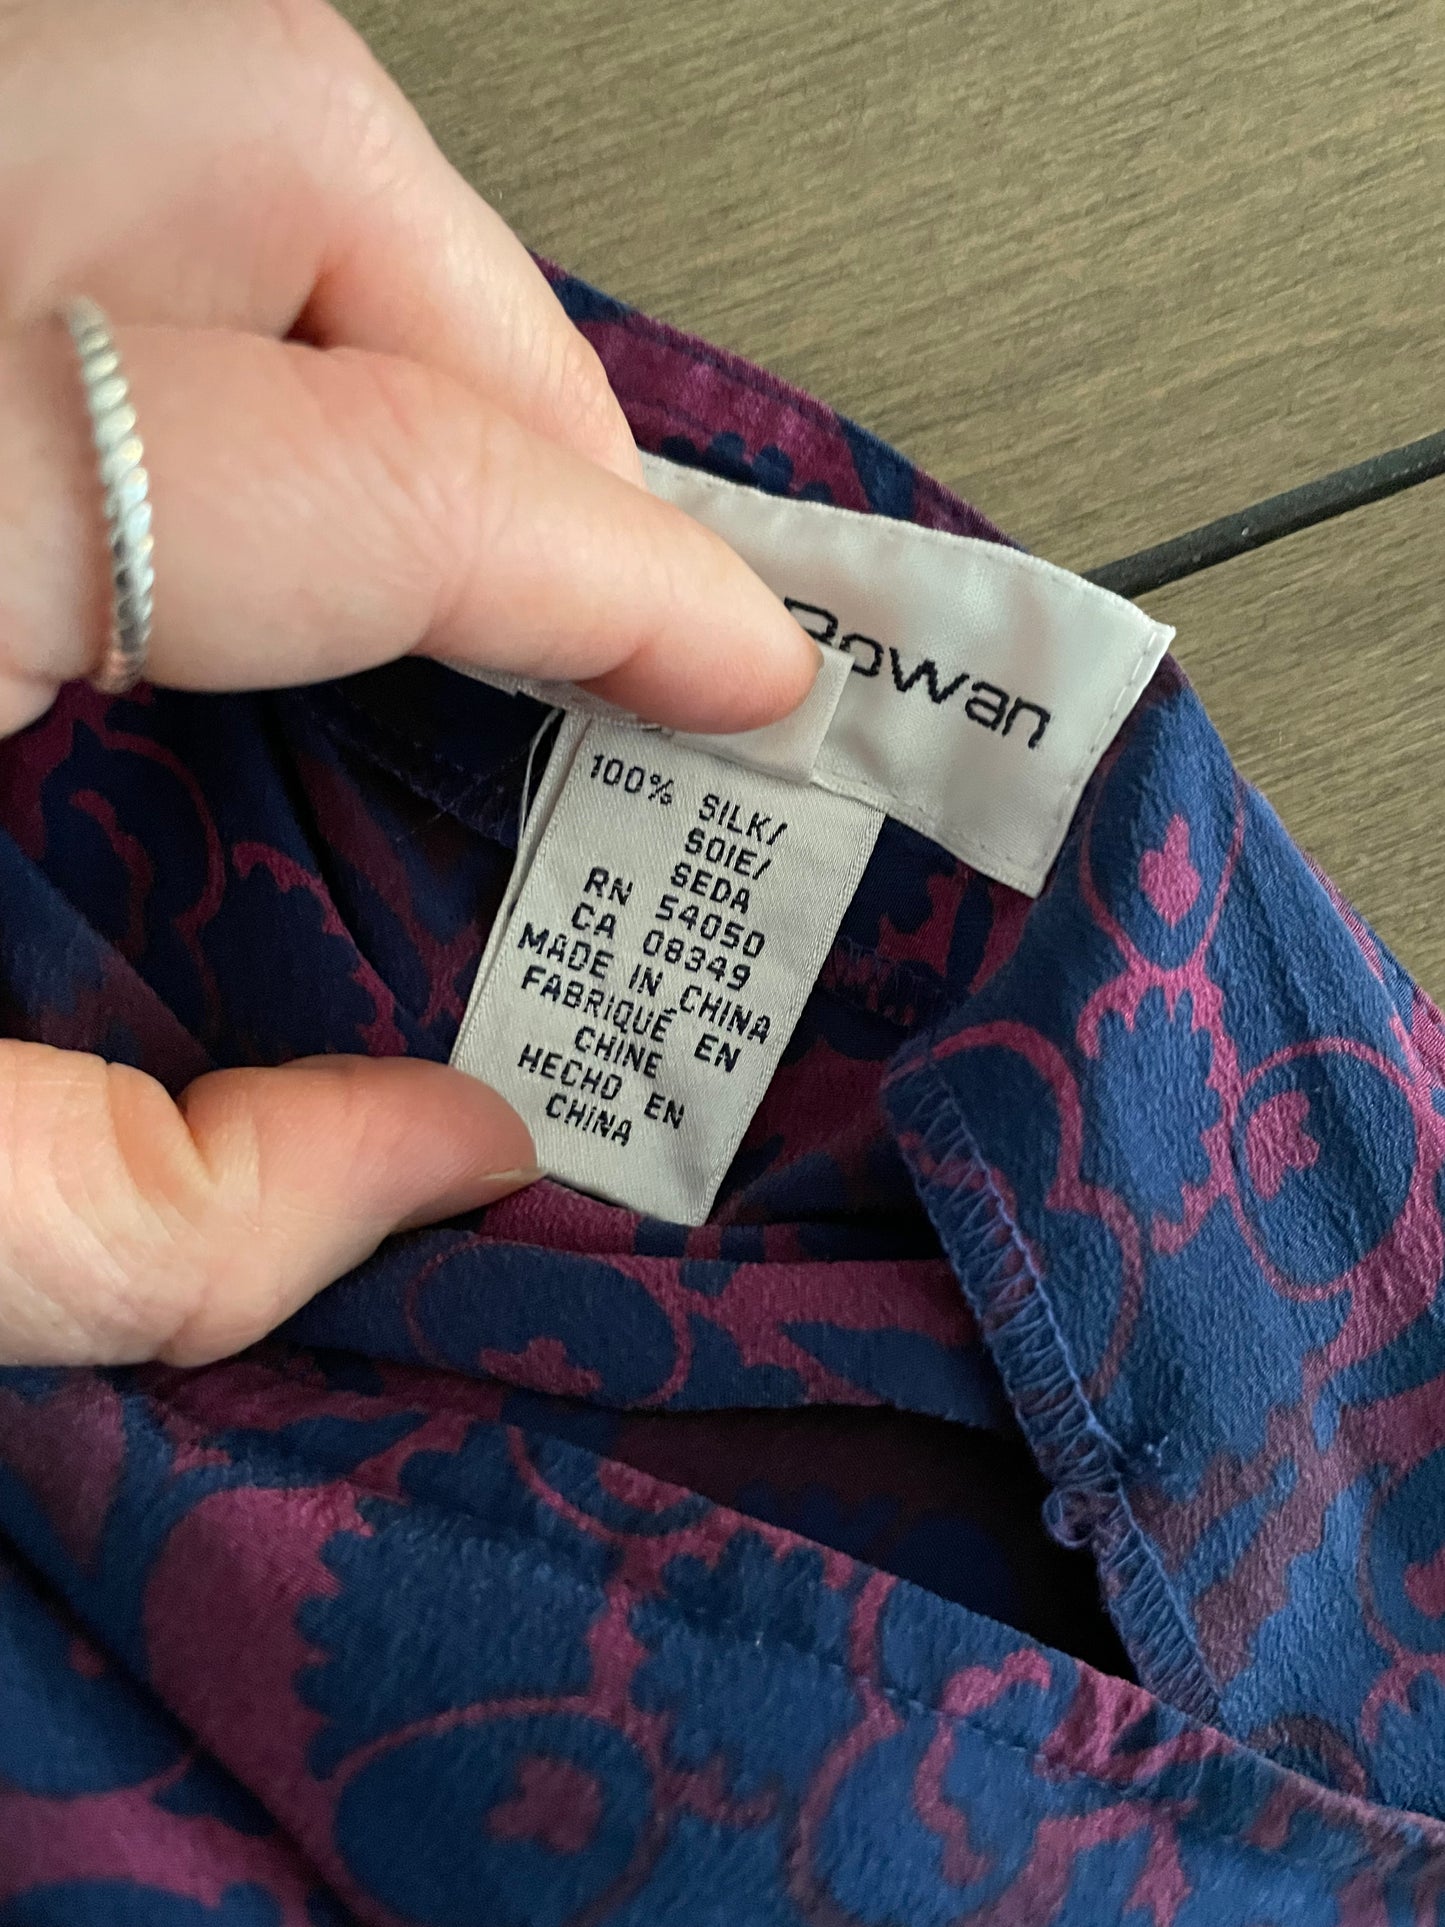 Rowan
100% SILK/
SOIE/
SEDA
RN 54050
CA 08349
MADE IN CHINA
FABRIQUÉ EN
CHINE
HECHO EN
CHINA